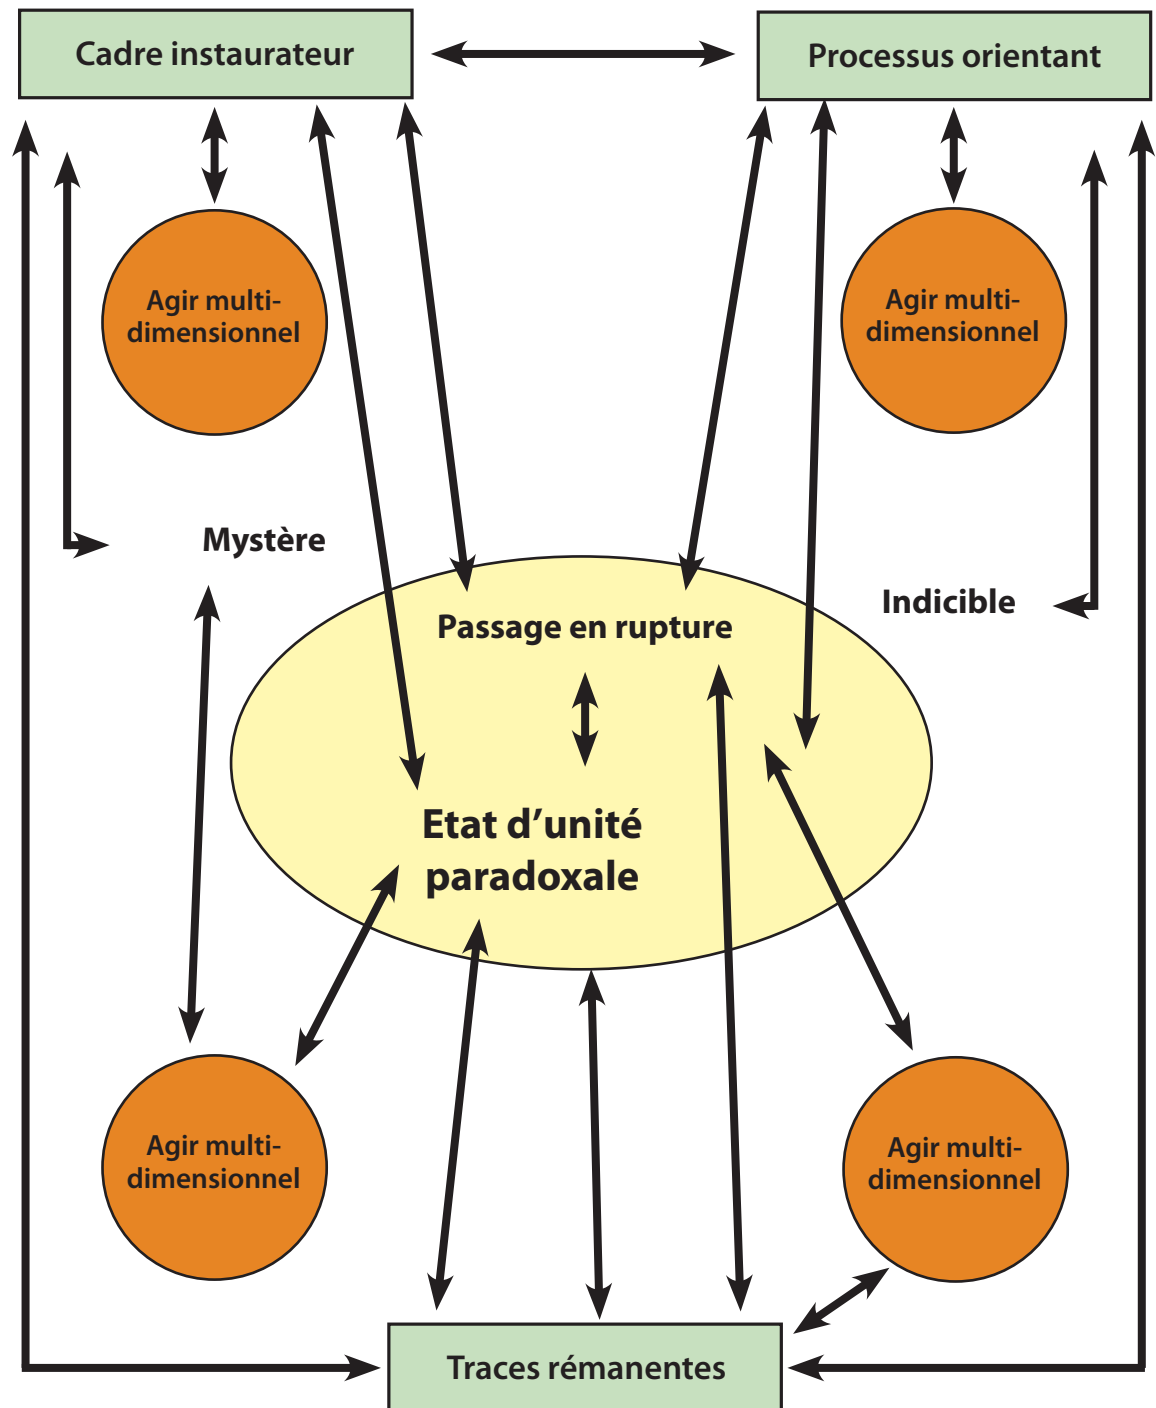 Cadre instaurateur
Processus orientant
Agir multi-
dimensionnel
Agir multi-
dimensionnel
Mystère
Indicible
Passage en rupture
Etat d’unité
paradoxale
Agir multi-
dimensionnel
Agir multi-
dimensionnel
Traces rémanentes